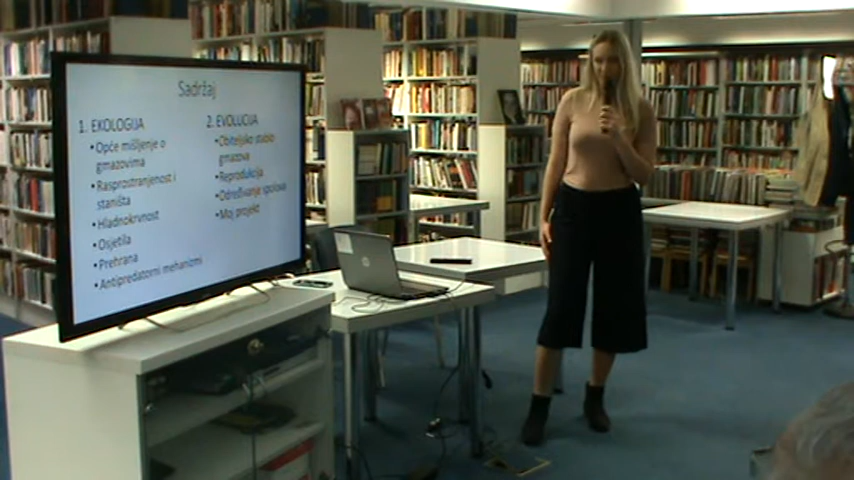 Sadržaj
1. EKOLOGIJA
•Opće mišljenje o
gmazovima
•Rasprostranjenost i
staništa
•Hladnokrvnost
•Osjetila
•Prehrana
•Antipredatorni mehanizmi
2. EVOLUCIJA
•Obiteljsko stablo
gmazova
•Reprodukcija
•Određivanje spolova
•Moj projekt